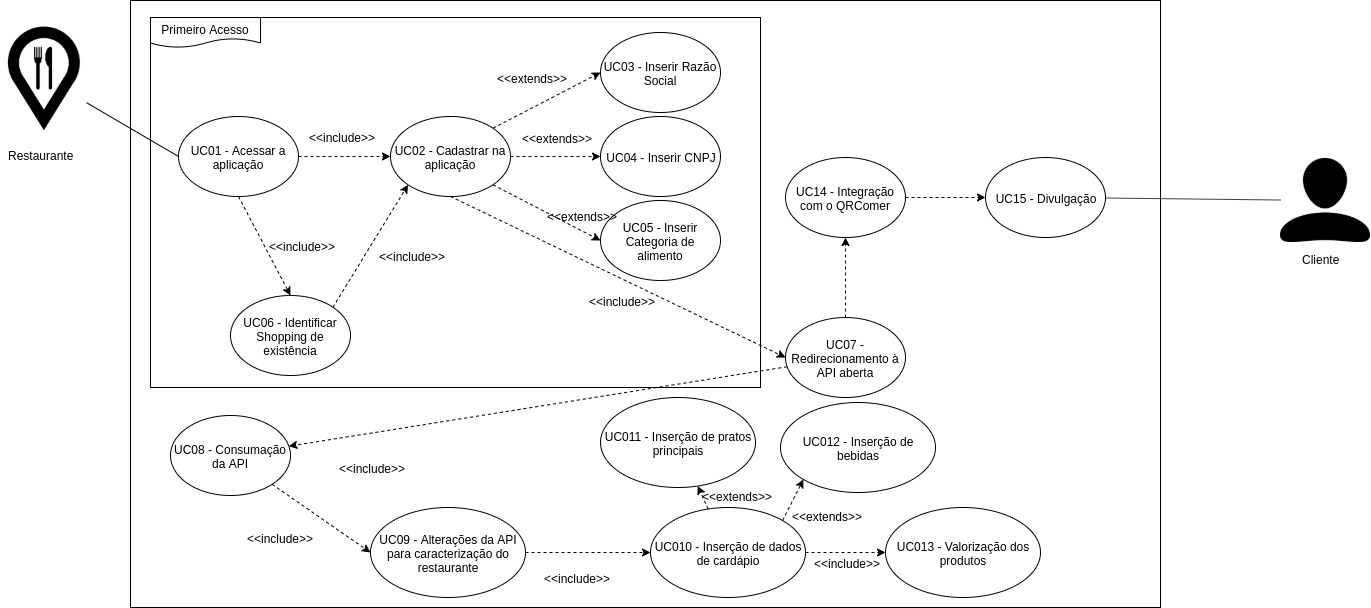 Primeiro Acesso
Restaurante
UC01 - Acessar a
aplicação
<<include>>
UC02 - Cadastrar na
aplicação
<<extends>>
UC03 - Inserir Razão
Social
<<extends>>
UC04 - Inserir CNPJ
<<extends>>
UC05 - Inserir
Categoria de
alimento
<<include>>
<<include>>
UC06 - Identificar
Shopping de
existência
<<include>>
UC14 - Integração
com o QRComer
UC15 - Divulgação
Cliente
UC07 -
Redirecionamento à
API aberta
UC08 - Consumação
da API
<<include>>
<<include>>
UC09 - Alterações da API
para caracterização do
restaurante
<<include>>
UC010 - Inserção de dados
de cardápio
<<extends>>
UC011 - Inserção de pratos
principais
<<extends>>
UC012 - Inserção de
bebidas
<<include>>
UC013 - Valorização dos
produtos